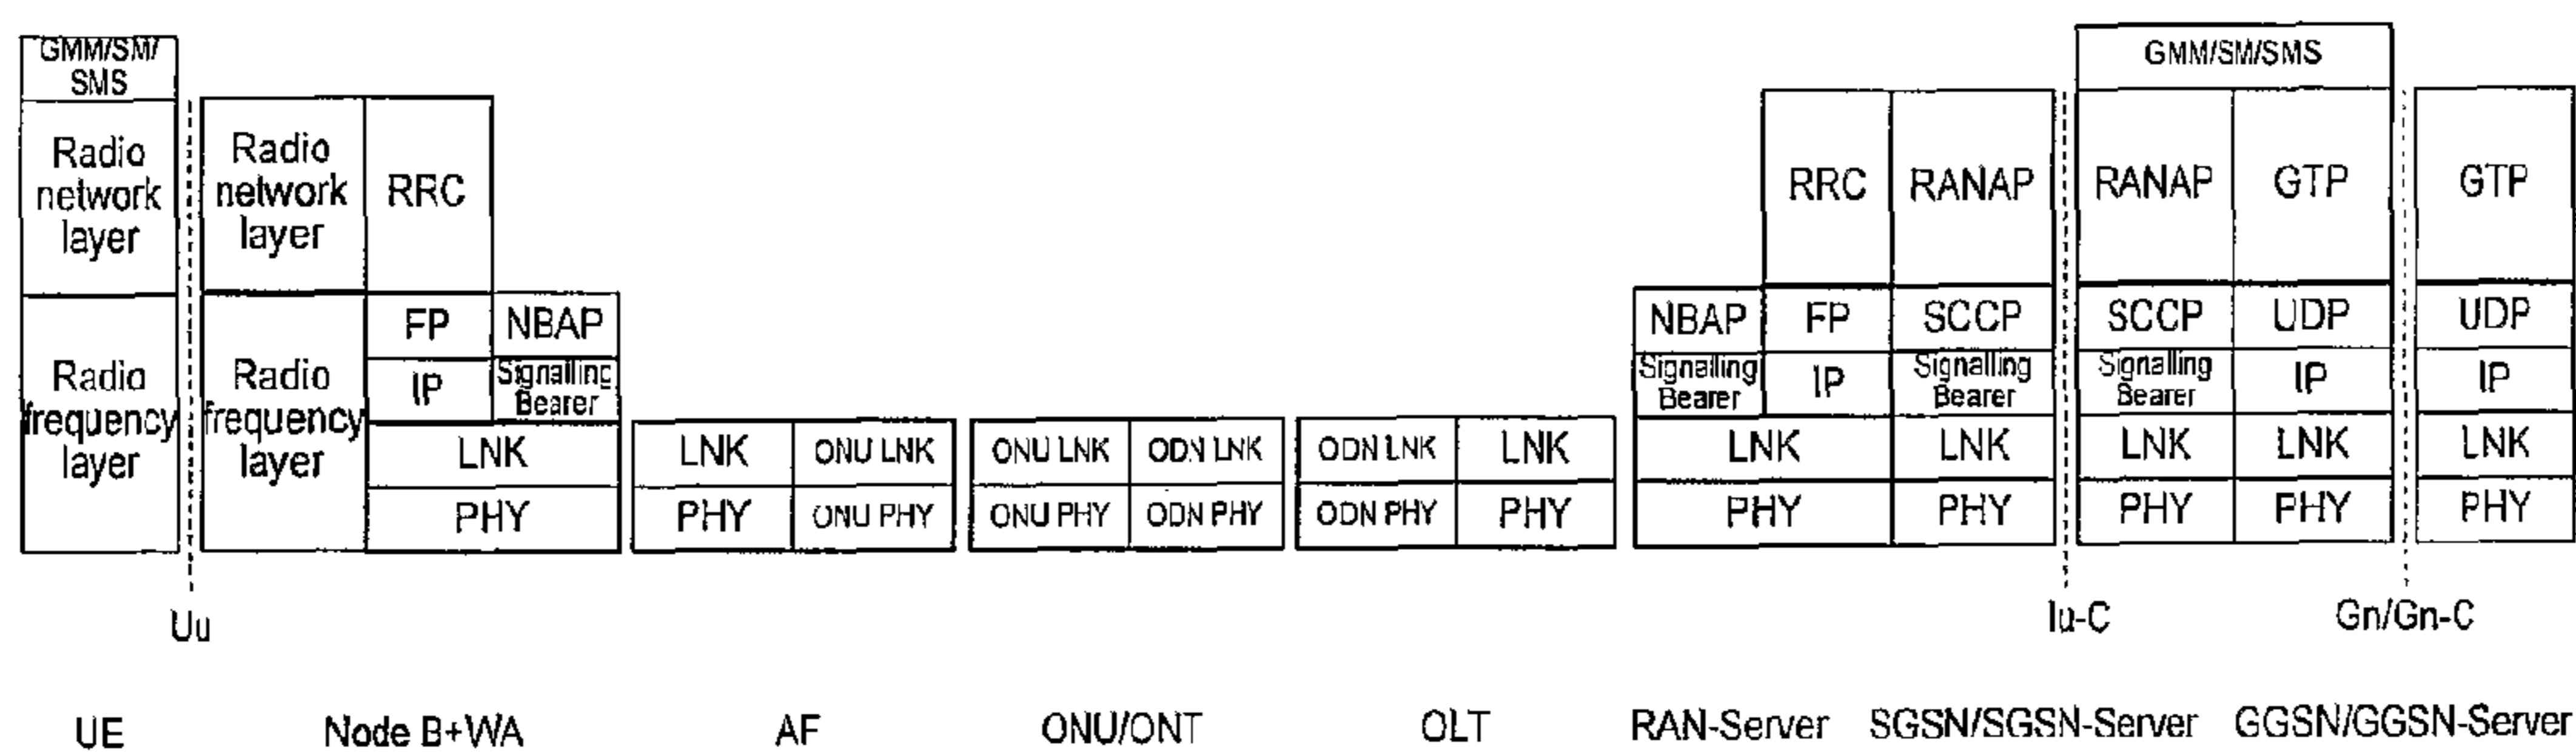 GMM/SM/
SMS
GMM/SM/SMS
Radio
network
layer
Radio
network
layer
RRC
RRC
RANAP
RANAP
GTP
GTP
Radio
frequency
layer
Radio
frequency
layer
FP
NBAP
NBAP
FP
SCCP
SCCP
UDP
UDP
IP
Signalling
Bearer
Signalling
Bearer
IP
Signalling
Bearer
Signalling
Bearer
IP
IP
LNK
LNK
ONU LNK
ONU LNK
ODN LNK
ODN LNK
LNK
LNK
LNK
LNK
LNK
LNK
PHY
PHY
ONU PHY
ONU PHY
ODN PHY
ODN PHY
PHY
PHY
PHY
PHY
PHY
PHY
Uu
Iu-C
Gn/Gn-C
UE
Node B+WA
AF
ONU/ONT
OLT
RAN-Server
SGSN/SGSN-Server
GGSN/GGSN-Server